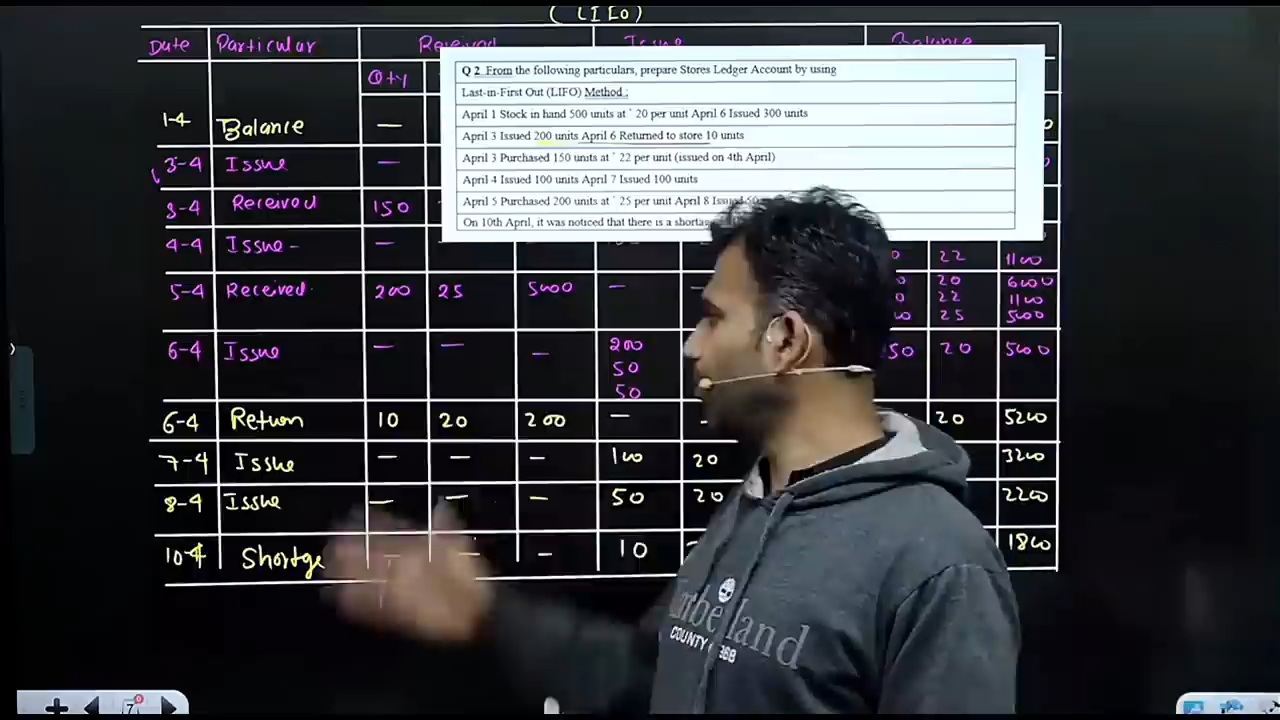 (LIFO)
Date Particular Received Issue Balance
Qty
Q 2 From the following particulars, prepare Stores Ledger Account by using
Last-in-First Out (LIFO) Method :
April 1 Stock in hand 500 units at ` 20 per unit April 6 Issued 300 units
April 3 Issued 200 units April 6 Returned to store 10 units
April 3 Purchased 150 units at ` 22 per unit (issued on 4th April)
April 4 Issued 100 units April 7 Issued 100 units
April 5 Purchased 200 units at ` 25 per unit April 8 Issued
On 10th April, it was noticed that there is a
1-4 Balance —
3-4 Issue —
3-4 Received 150
4-4 Issue - — 22 1100
5-4 Received. 200 25 5000 — 20 6000
22 1100
25 5000
6-4 Issue — — — 200 50 20 5000
50
50
6-4 Return 10 20 200 — 20 5200
7-4 Issue — — — 100 20 3200
8-4 Issue — — — 50 20 2200
10-4 Shortge — — — 10 1800
COUNTY
7